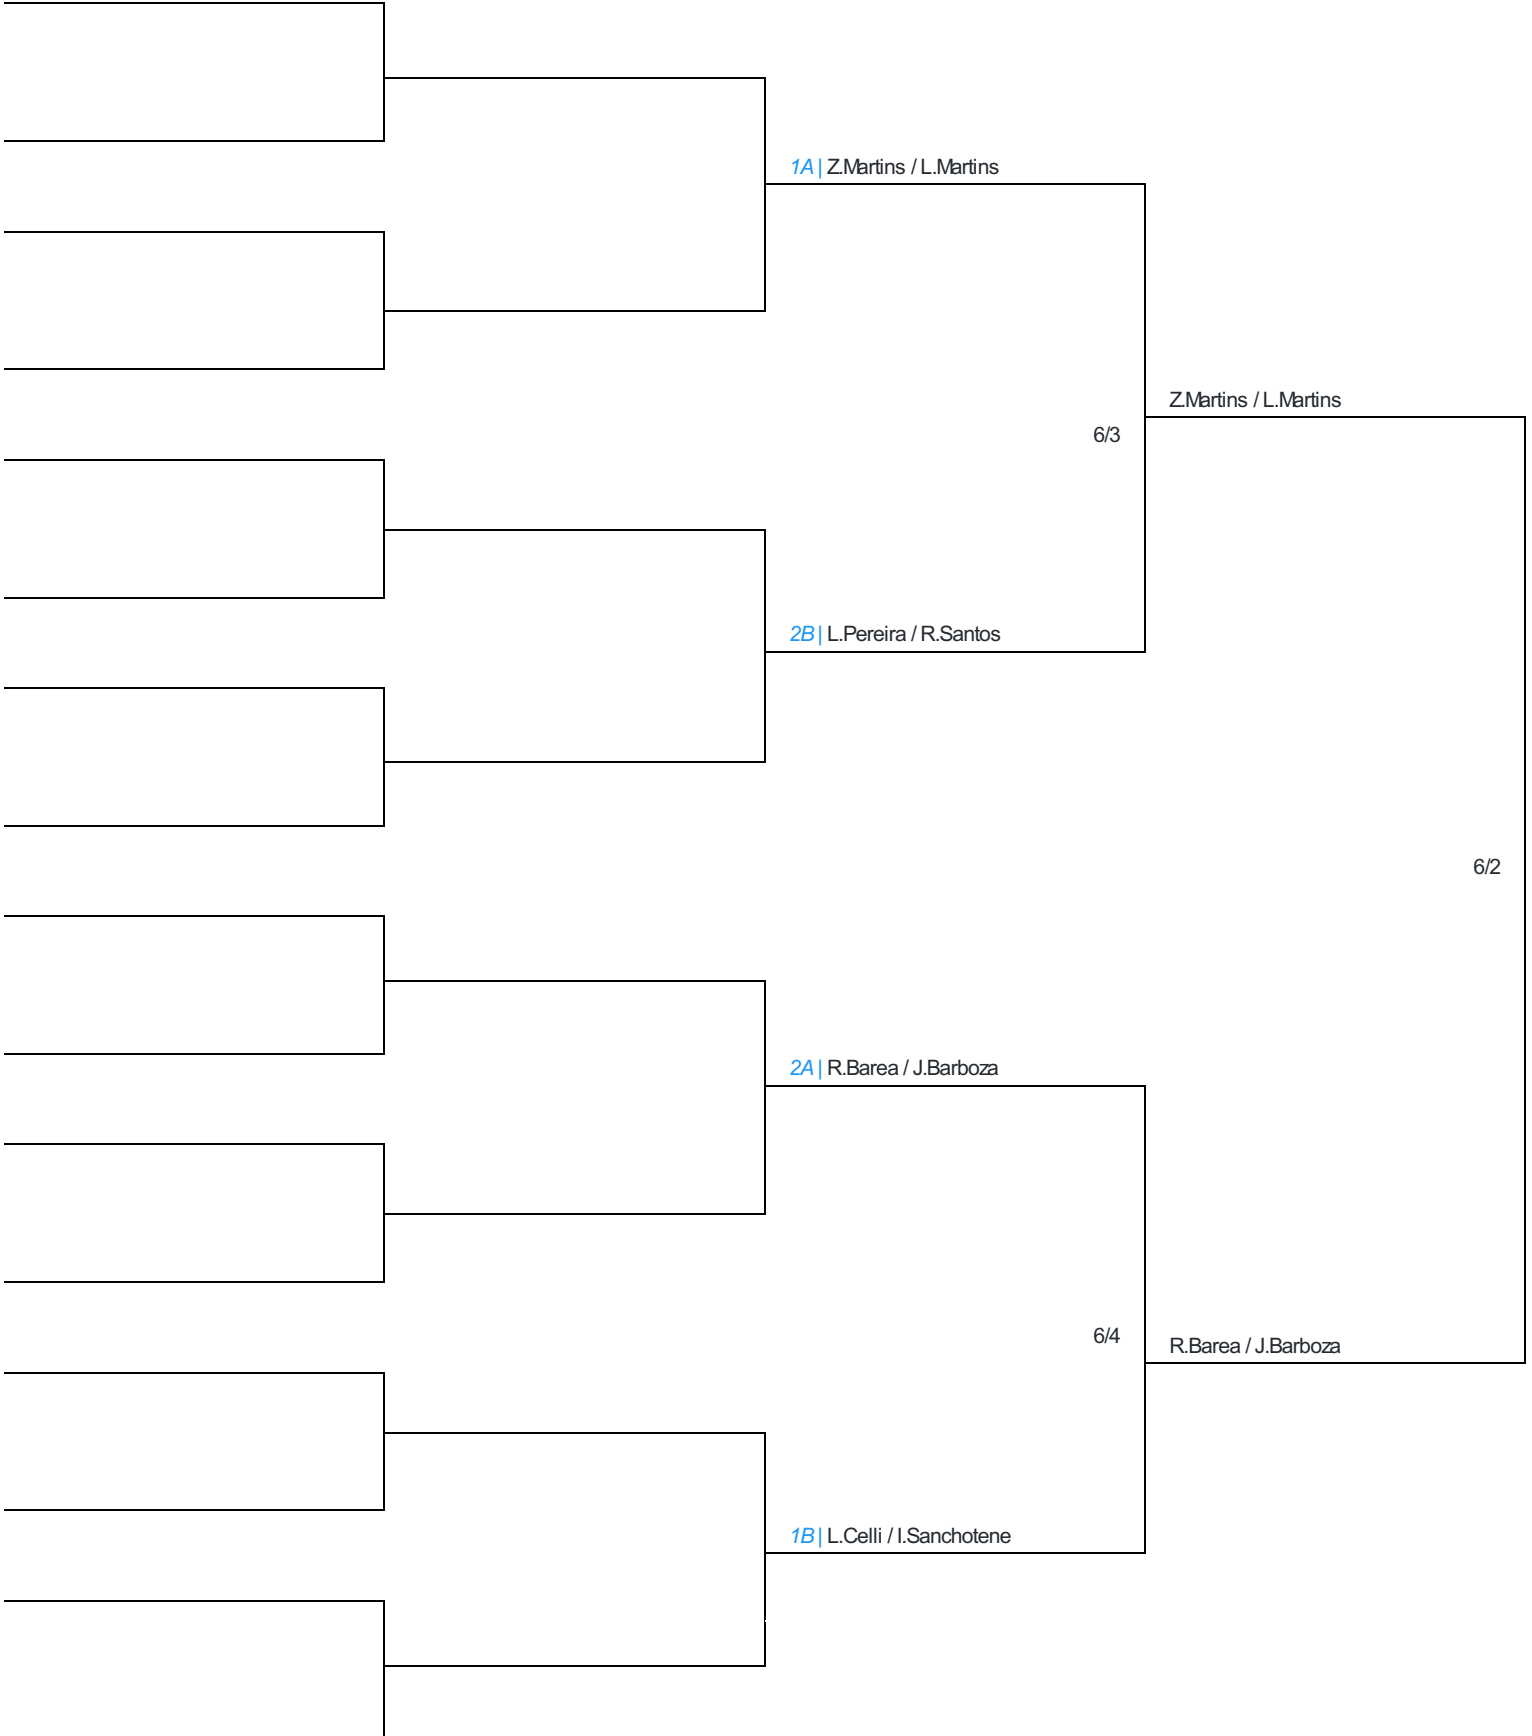 1A | Z.Martins / L.Martins
Z.Martins / L.Martins
6/3
2B | L.Pereira / R.Santos
6/2
2A | R.Barea / J.Barboza
6/4
R.Barea / J.Barboza
1B | L.Celli / I.Sanchotene